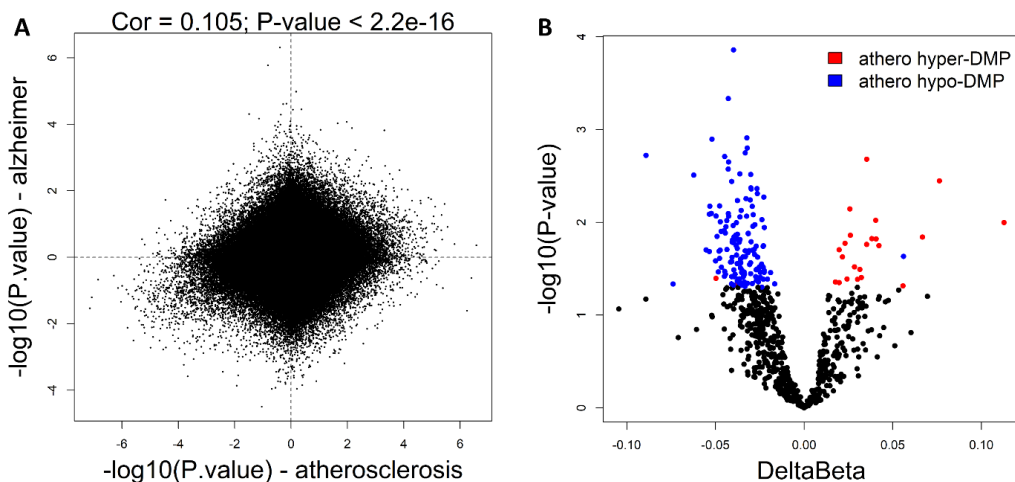 A
Cor = 0.105; P-value < 2.2e-16
-log10(P.value) - alzheimer
6
4
2
0
-2
-4
-6
-4
-2
0
2
4
6
-log10(P.value) - atherosclerosis
B
athero hyper-DMP
athero hypo-DMP
-log10(P-value)
4
3
2
1
0
-0.10
-0.05
0.00
0.05
0.10
DeltaBeta